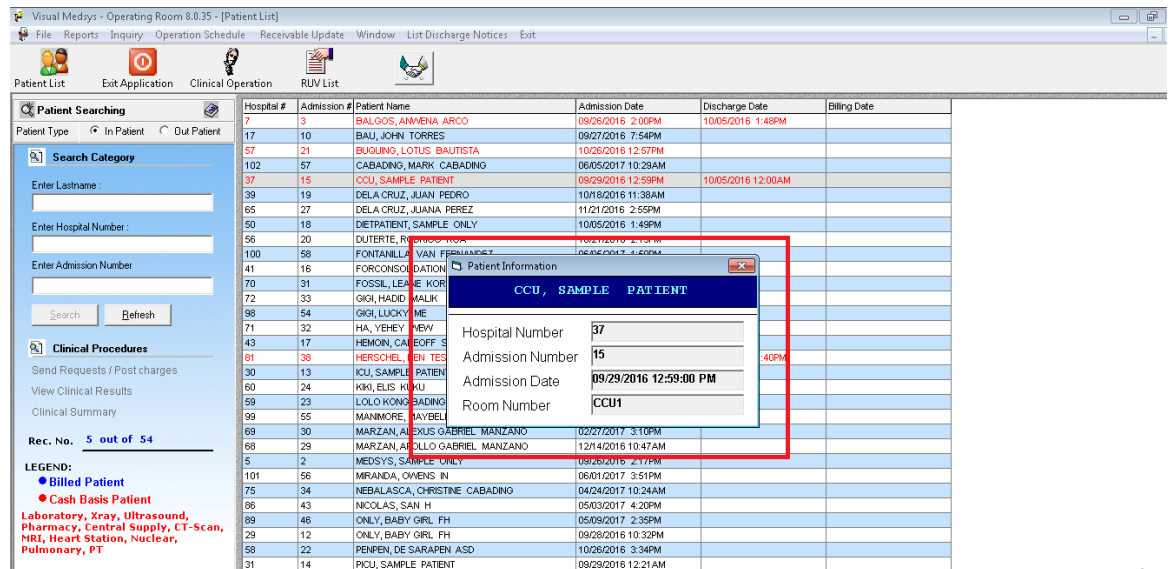 Visual Medsys - Operating Room 8.0.35 - [Patient List]
File Reports Inquiry Operation Schedule Receivable Update Window List Discharge Notices Exit
Patient List Exit Application Clinical Operation RUV List
Patient Searching
Patient Type In Patient Out Patient
Search Category
Enter Lastname :
Enter Hospital Number :
Enter Admission Number
Search Refresh
Clinical Procedures
Send Requests / Post charges
View Clinical Results
Clinical Summary
Rec. No. 5 out of 54
LEGEND:
Billed Patient
Cash Basis Patient
Laboratory, Xray, Ultrasound,
Pharmacy, Central Supply, CT-Scan,
MRI, Heart Station, Nuclear,
Pulmonary, PT
Hospital # Admission # Patient Name Admission Date Discharge Date Billing Date
7 3 BALGOS, ANWENA ARCO 09/26/2016 2:00PM 10/05/2016 1:48PM
17 10 BAU, JOHN TORRES 09/27/2016 7:54PM
57 21 BUQUING, LOTUS BAUTISTA 10/26/2016 12:57PM
102 57 CABADING, MARK CABADING 06/05/2017 10:29AM
37 15 CCU, SAMPLE PATIENT 09/29/2016 12:59PM 10/05/2016 12:00AM
39 19 DELA CRUZ, JUAN PEDRO 10/18/2016 11:38AM
65 27 DELA CRUZ, JUANA PEREZ 11/21/2016 2:55PM
50 18 DIETPATIENT, SAMPLE ONLY 10/05/2016 1:49PM
56 20 DUTERTE,
100 58 FONTANILLA, VAN
41 16
70 31 FOSSIL,
72 33 GIGI, HADID MALIK
98 54 GIGI, LUCKY ME
71 32 HA, YEHEY
43 17 HEMOIN,
81 38 HERSCHEL, :40PM
30 13 ICU, SAMPLE
60 24 KIKI, ELIS
59 23 LOLO KONG
99 55 MANIMORE,
69 30 MARZAN, ALEXUS GABRIEL MANZANO 02/27/2017 3:10PM
68 29 MARZAN, APOLLO GABRIEL MANZANO 12/14/2016 10:47AM
5 2 MEDSYS, SAMPLE ONLY 09/26/2016 2:17PM
101 56 MIRANDA, OWENS IN 06/01/2017 3:51PM
75 34 NEBALASCA, CHRISTINE CABADING 04/24/2017 10:24AM
86 43 NICOLAS, SAN H 05/03/2017 4:20PM
89 46 ONLY, BABY GIRL FH 05/09/2017 2:35PM
29 12 ONLY, BABY GIRL FH 09/28/2016 10:32PM
58 22 PENPEN, DE SARAPEN ASD 10/26/2016 3:34PM
31 14 PICU, SAMPLE PATIENT 09/29/2016 12:21AM
Patient Information
CCU, SAMPLE PATIENT
Hospital Number 37
Admission Number 15
Admission Date 09/29/2016 12:59:00 PM
Room Number CCU1